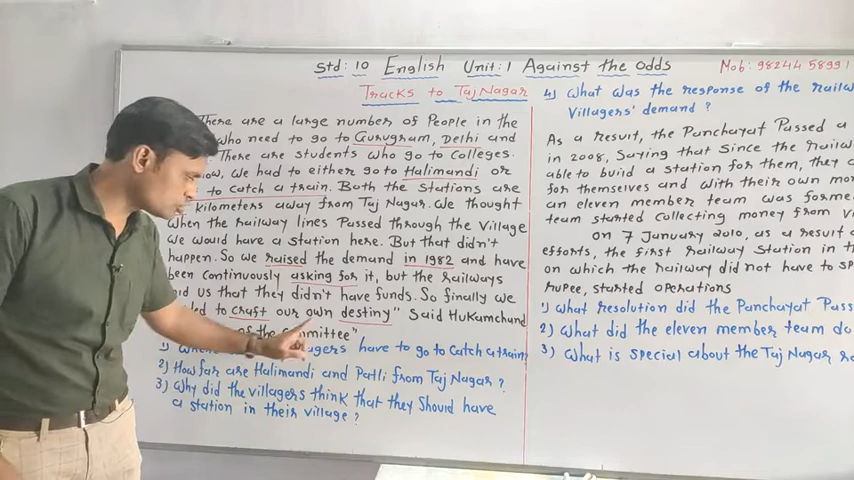 Std: 10 English Unit: 1 Against the odds
Mob: 98244 58991
Tracks to Taj Nagar
There are a large number of People in the
who need to go to Gurugram, Delhi and
There are students who go to colleges.
ow, we had to either go to Halimandi or
to catch a train. Both the stations are
kilometers away from Taj Nagar. We thought
when the railway lines Passed through the village
we would have a station here. But that didn't
happen. So we raised the demand in 1982 and have
been continuously asking for it, but the railways
us that they didn't have funds. So finally we
to craft our own destiny" Said Hukamchand
of the committee"
1) have to go to catch a train
2) How far are Halimandi and Patli from Taj Nagar ?
3) Why did the villagers think that they should have
a station in their village ?
4) What was the response of the railw
villagers' demand ?
As a resuit, the Panchayat Passed a
in 2008, Saying that since the railw
able to buiid a station for them, they c
for themselves and with their own mon
an eleven member team was forme
team started collecting money from vi
on 7 January 2010, as a result o
efforts, the first railway station in th
on which the railway did not have to sp
rupee, started operations
1) What resolution did the Panchayat Pass
2) What did the eleven member team do
3) What is special about the Taj Nagar ra